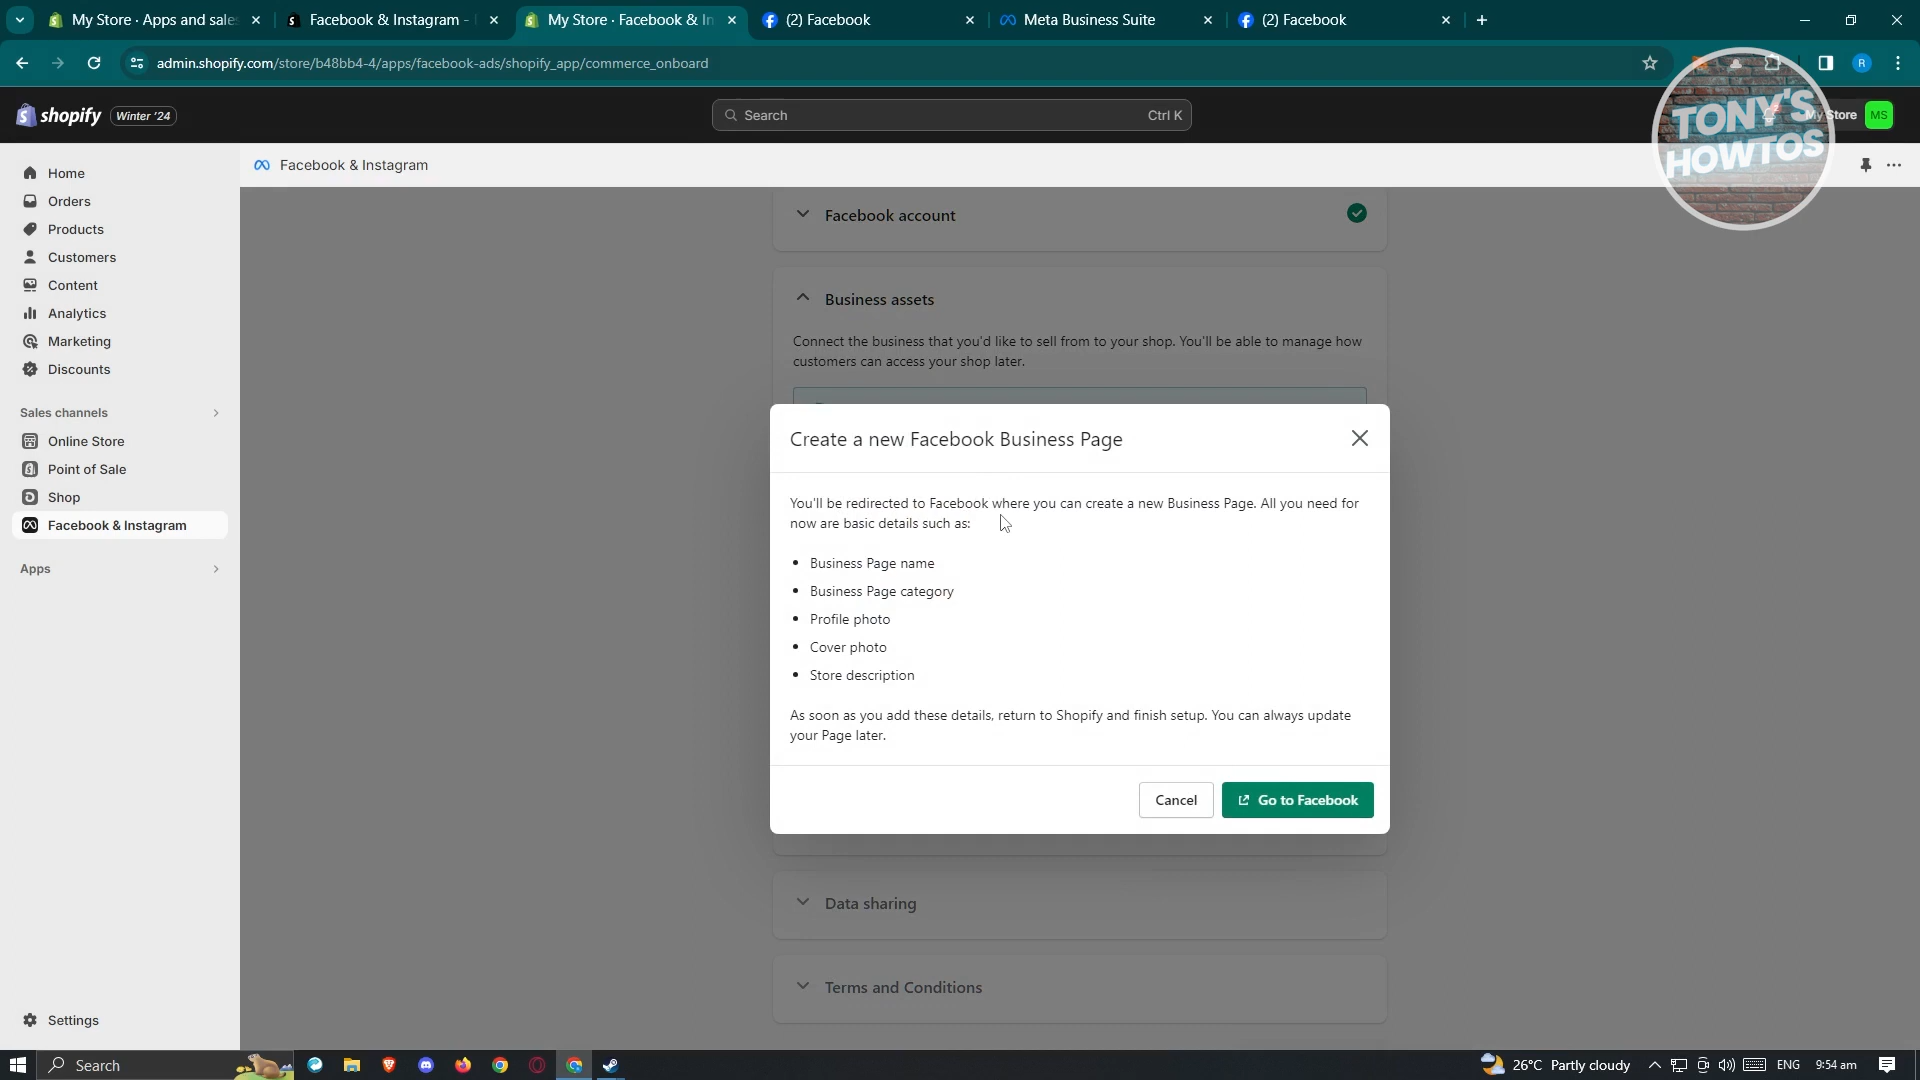 My Store · Apps and sales
Facebook & Instagram -
My Store · Facebook & In
(2) Facebook
Meta Business Suite
(2) Facebook
admin.shopify.com/store/b48bb4-4/apps/facebook-ads/shopify_app/commerce_onboard
R
shopify
Winter '24
Search
Ctrl K
My Store
MS
TONY'S
HOWTOS
Home
Orders
Products
Customers
Content
Analytics
Marketing
Discounts
Sales channels
Online Store
Point of Sale
Shop
Facebook & Instagram
Apps
Settings
Facebook & Instagram
Facebook account
Business assets
Connect the business that you'd like to sell from to your shop. You'll be able to manage how
customers can access your shop later.
Create a new Facebook Business Page
You'll be redirected to Facebook where you can create a new Business Page. All you need for
now are basic details such as:
• Business Page name
• Business Page category
• Profile photo
• Cover photo
• Store description
As soon as you add these details, return to Shopify and finish setup. You can always update
your Page later.
Cancel
Go to Facebook
Data sharing
Terms and Conditions
Search
26°C Partly cloudy
ENG
9:54 am